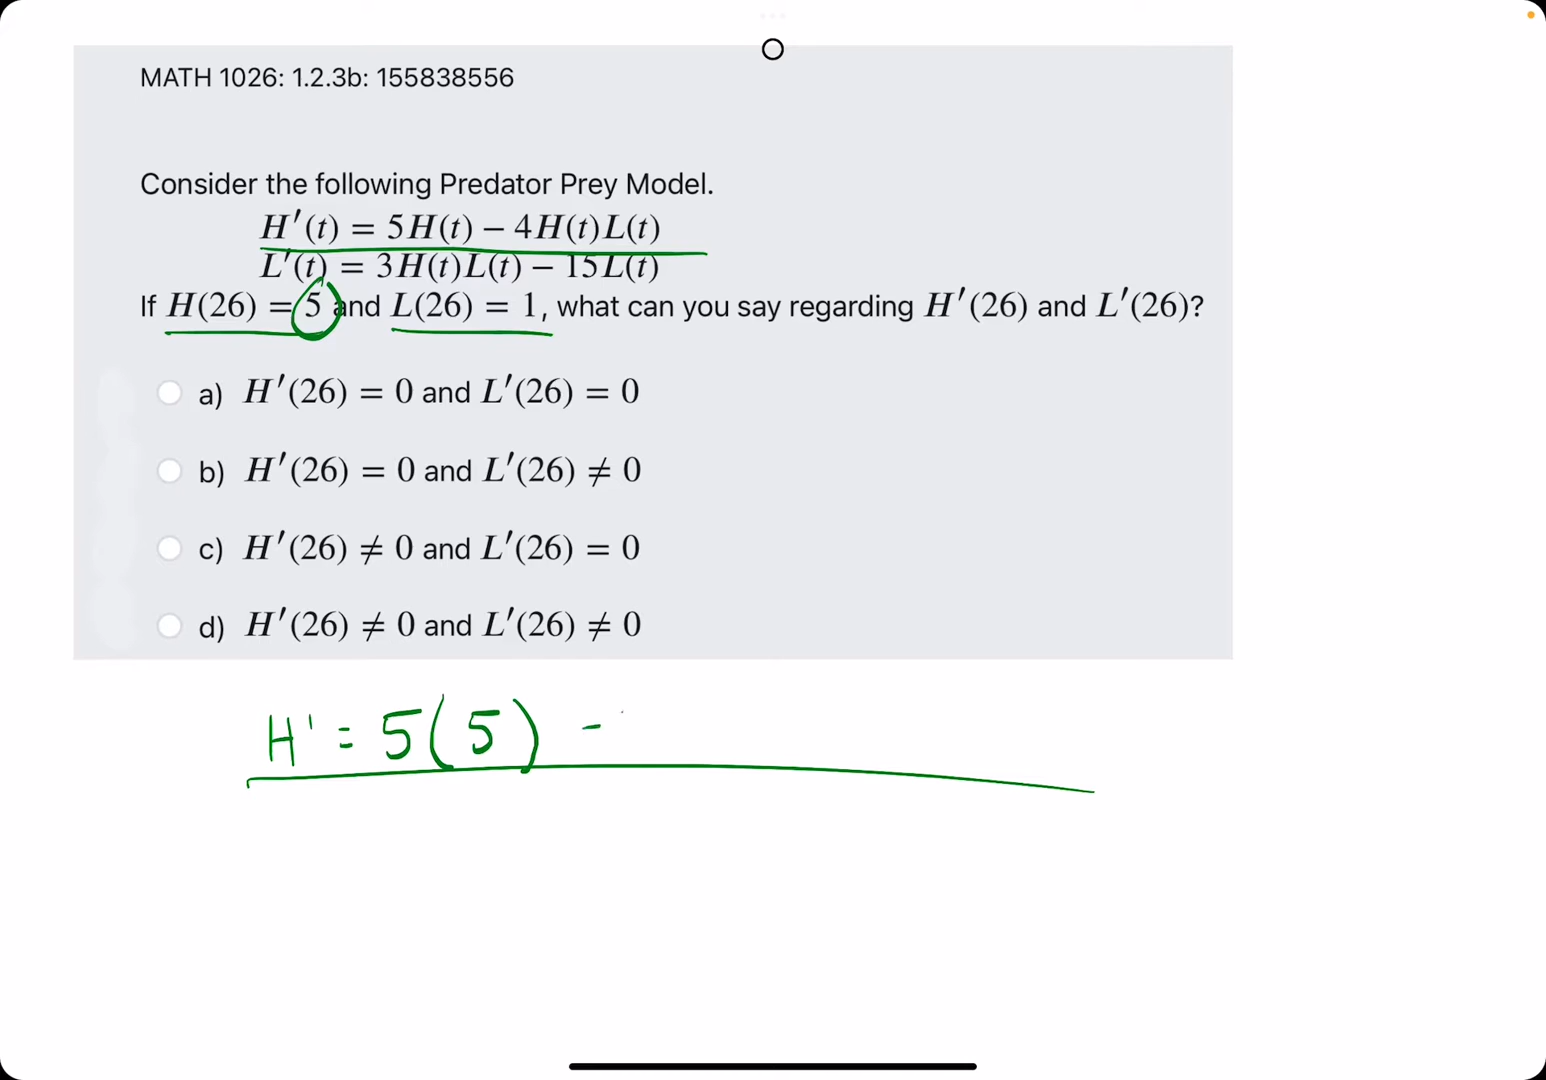 MATH 1026: 1.2.3b: 155838556
Consider the following Predator Prey Model.
H′(t) = 5H(t) − 4H(t)L(t)
L′(t) = 3H(t)L(t) − 15L(t)
If H(26) = 5 and L(26) = 1, what can you say regarding H′(26) and L′(26)?
a) H′(26) = 0 and L′(26) = 0
b) H′(26) = 0 and L′(26) ≠ 0
c) H′(26) ≠ 0 and L′(26) = 0
d) H′(26) ≠ 0 and L′(26) ≠ 0
H' = 5(5) -